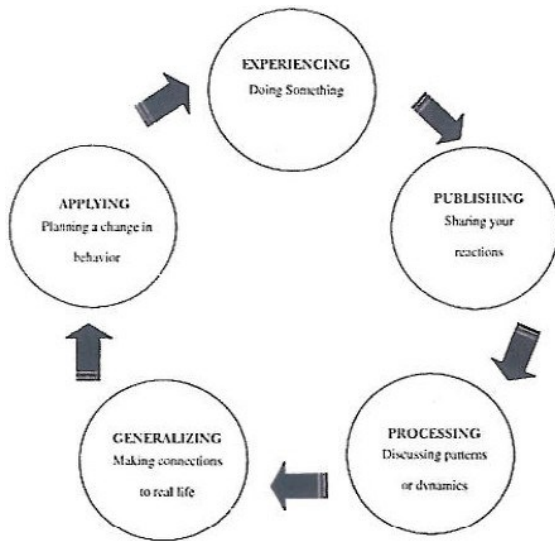 EXPERIENCING
Doing Something
PUBLISHING
Sharing your
reactions
PROCESSING
Discussing patterns
or dynamics
GENERALIZING
Making connections
to real life
APPLYING
Planning a change in
behavior